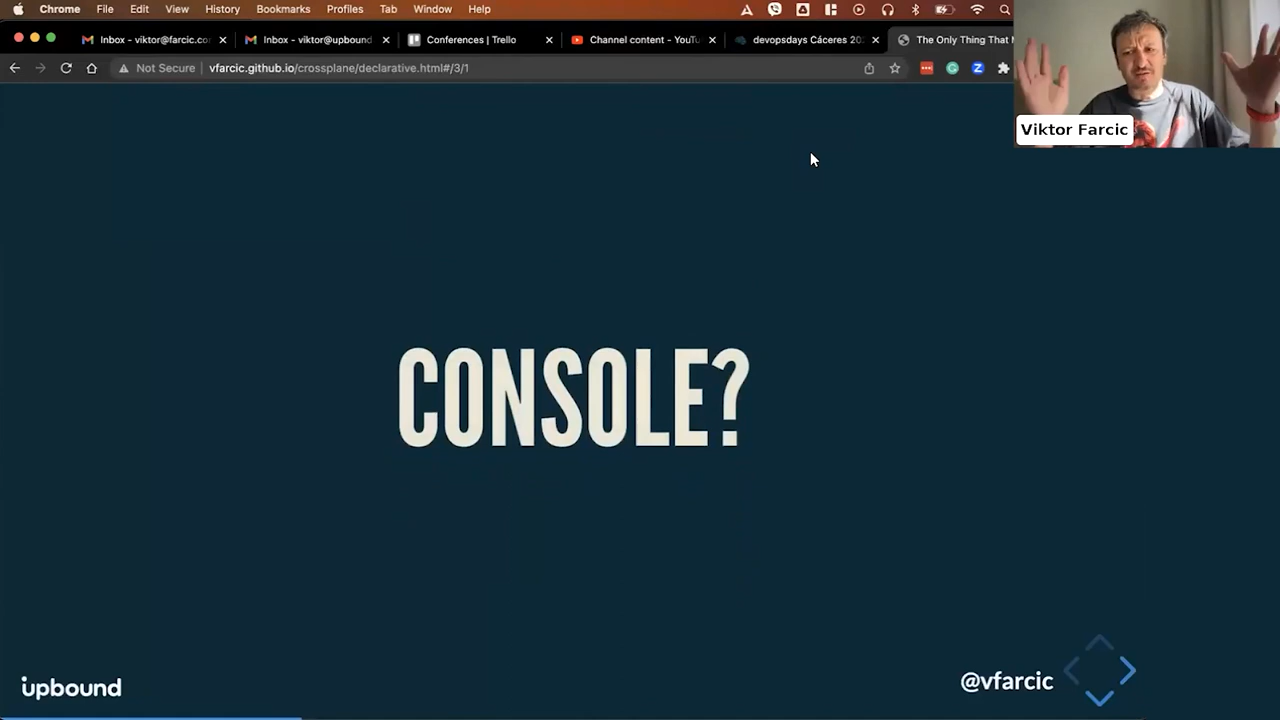 Chrome File Edit View History Bookmarks Profiles Tab Window Help
Inbox - viktor@farcic.co
Inbox - viktor@upbound
Conferences | Trello
Channel content - YouTu
devopsdays Cáceres 202
The Only Thing That
Not Secure
vfarcic.github.io/crossplane/declarative.html#/3/1
Viktor Farcic
CONSOLE?
upbound
@vfarcic